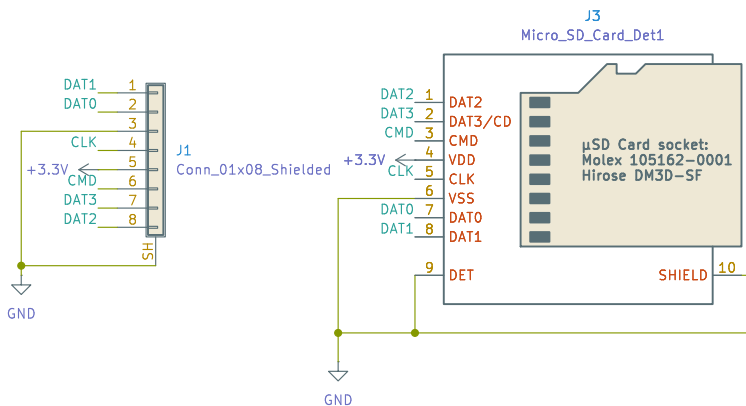 J1
Conn_01x08_Shielded
DAT1 1
DAT0 2
3
CLK 4
+3.3V 5
CMD 6
DAT3 7
DAT2 8
SH
GND
J3
Micro_SD_Card_Det1
DAT2 1 DAT2
DAT3 2 DAT3/CD
CMD 3 CMD
+3.3V 4 VDD
CLK 5 CLK
6 VSS
DAT0 7 DAT0
DAT1 8 DAT1
9 DET
SHIELD 10
µSD Card socket:
Molex 105162-0001
Hirose DM3D-SF
GND